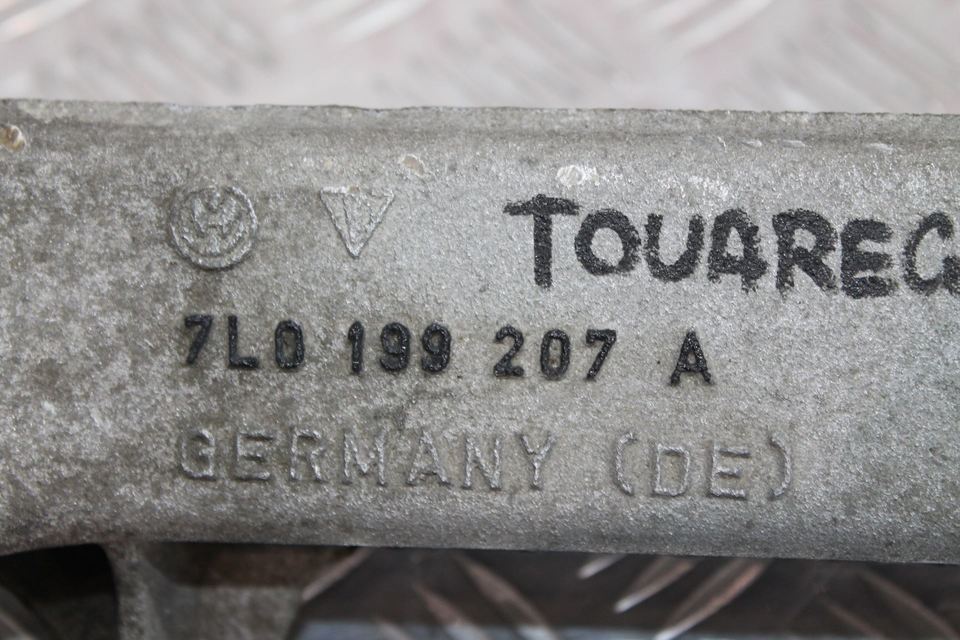 TOUAREG
7L0 199 207 A
GERMANY (DE)